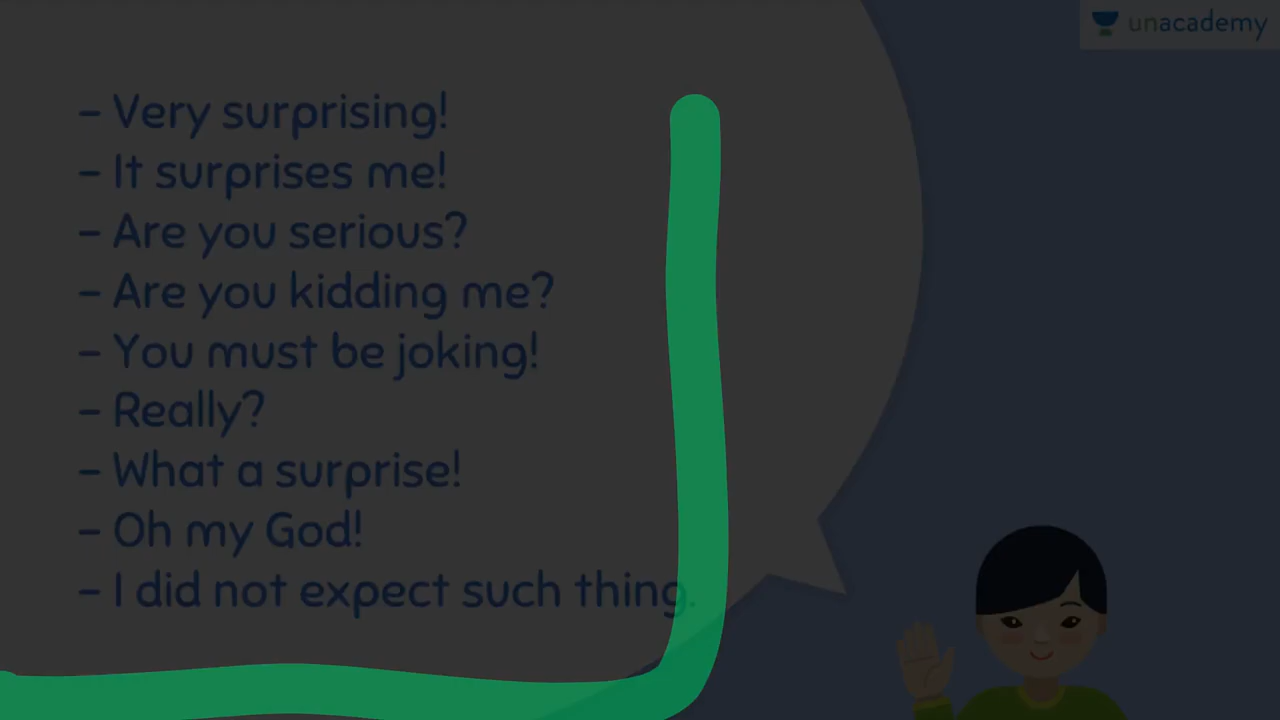 unacademy
- Very surprising!
- It surprises me!
- Are you serious?
- Are you kidding me?
- You must be joking!
- Really?
- What a surprise!
- Oh my God!
- I did not expect such thing.